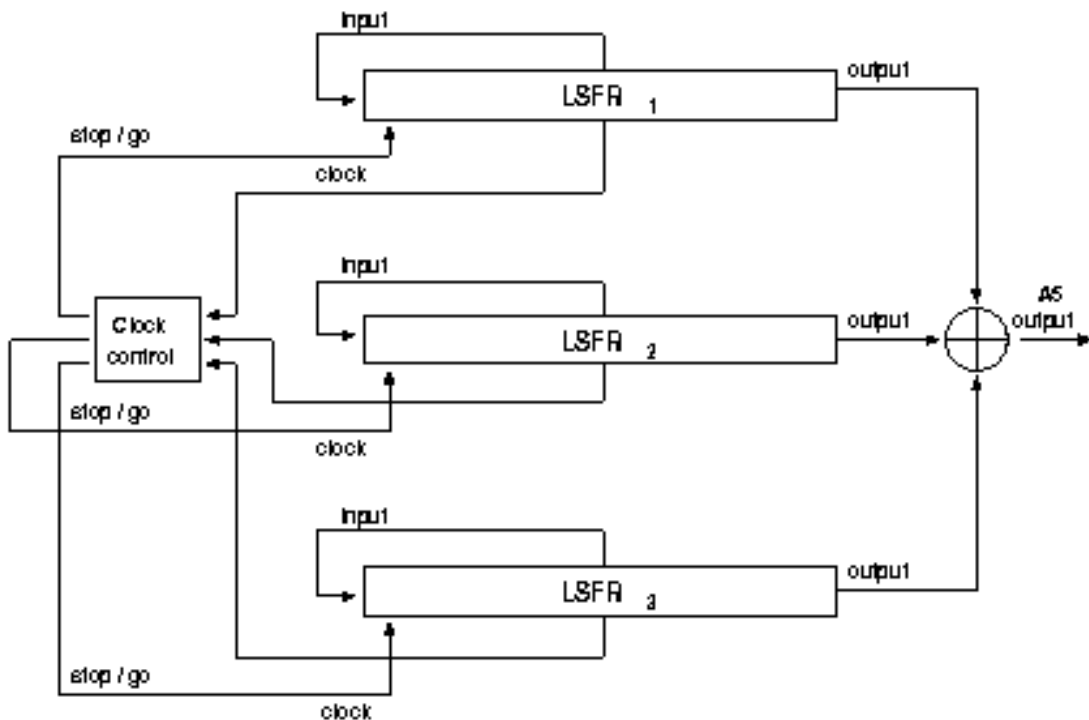 input
output
LSFR 1
stop / go
clock
input
A5
output
output
Clock
control
LSFR 2
stop / go
clock
input
output
LSFR 3
stop / go
clock